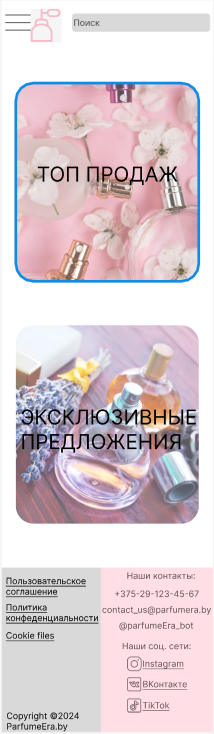 Поиск
ТОП ПРОДАЖ
ЭКСКЛЮЗИВНЫЕ
ПРЕДЛОЖЕНИЯ
Пользовательское
соглашение
Политика
конфеденциальности
Cookie files
Copyright ©2024
ParfumeEra.by
Наши контакты:
+375-29-123-45-67
contact_us@parfumera.by
@parfumeEra_bot
Наши соц. сети:
Instagram
ВКонтакте
TikTok